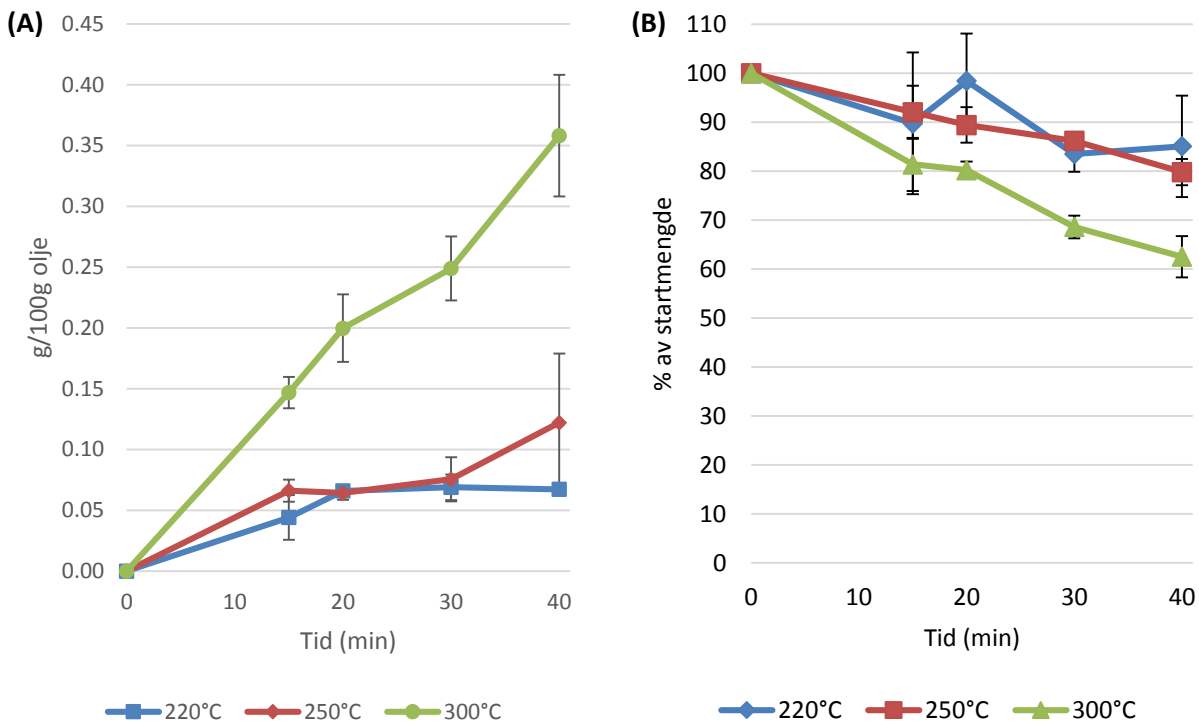 (A)
0.45
0.40
0.35
0.30
0.25
0.20
0.15
0.10
0.05
0.00
g/100g olje
0 10 20 30 40
Tid (min)
220°C 250°C 300°C
(B)
110
100
90
80
70
60
50
40
30
20
10
0
% av startmengde
0 10 20 30 40
Tid (min)
220°C 250°C 300°C